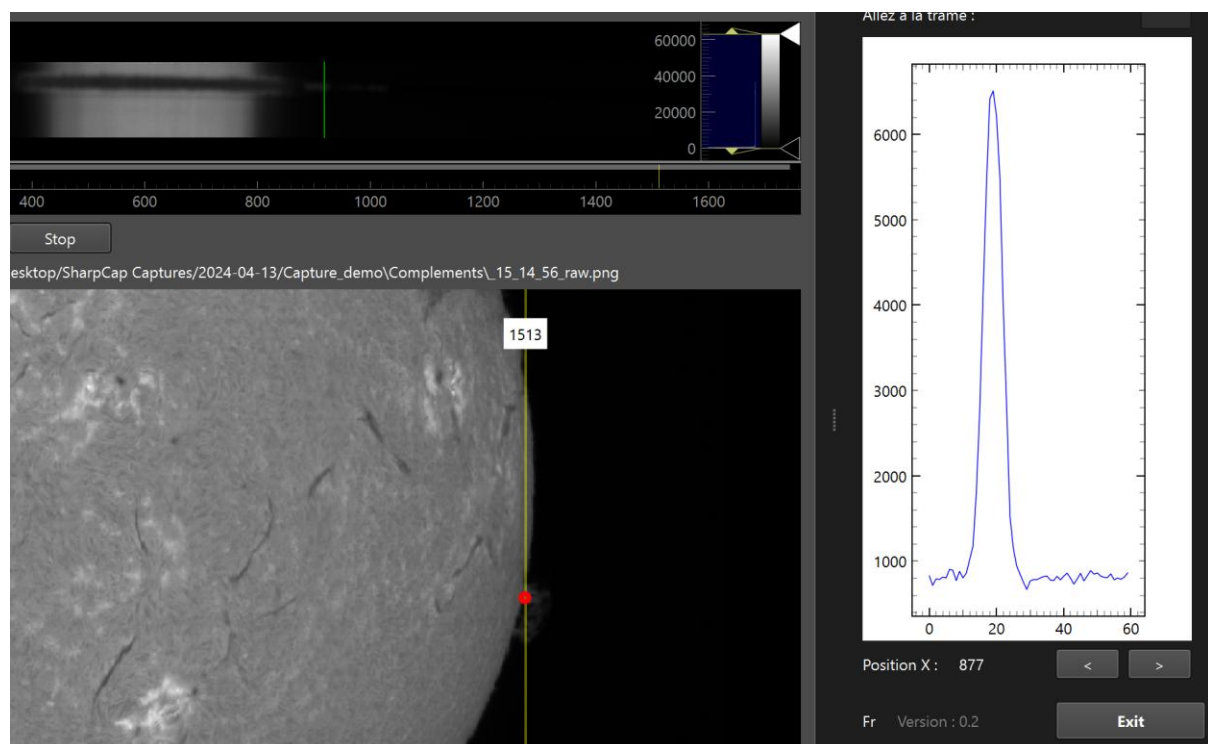 Allez à la trame :
60000
40000
20000
0
400 600 800 1000 1200 1400 1600
Stop
esktop/SharpCap Captures/2024-04-13/Capture_demo\Complements\_15_14_56_raw.png
1513
6000
5000
4000
3000
2000
1000
0 20 40 60
Position X : 877 < >
Fr Version : 0.2 Exit